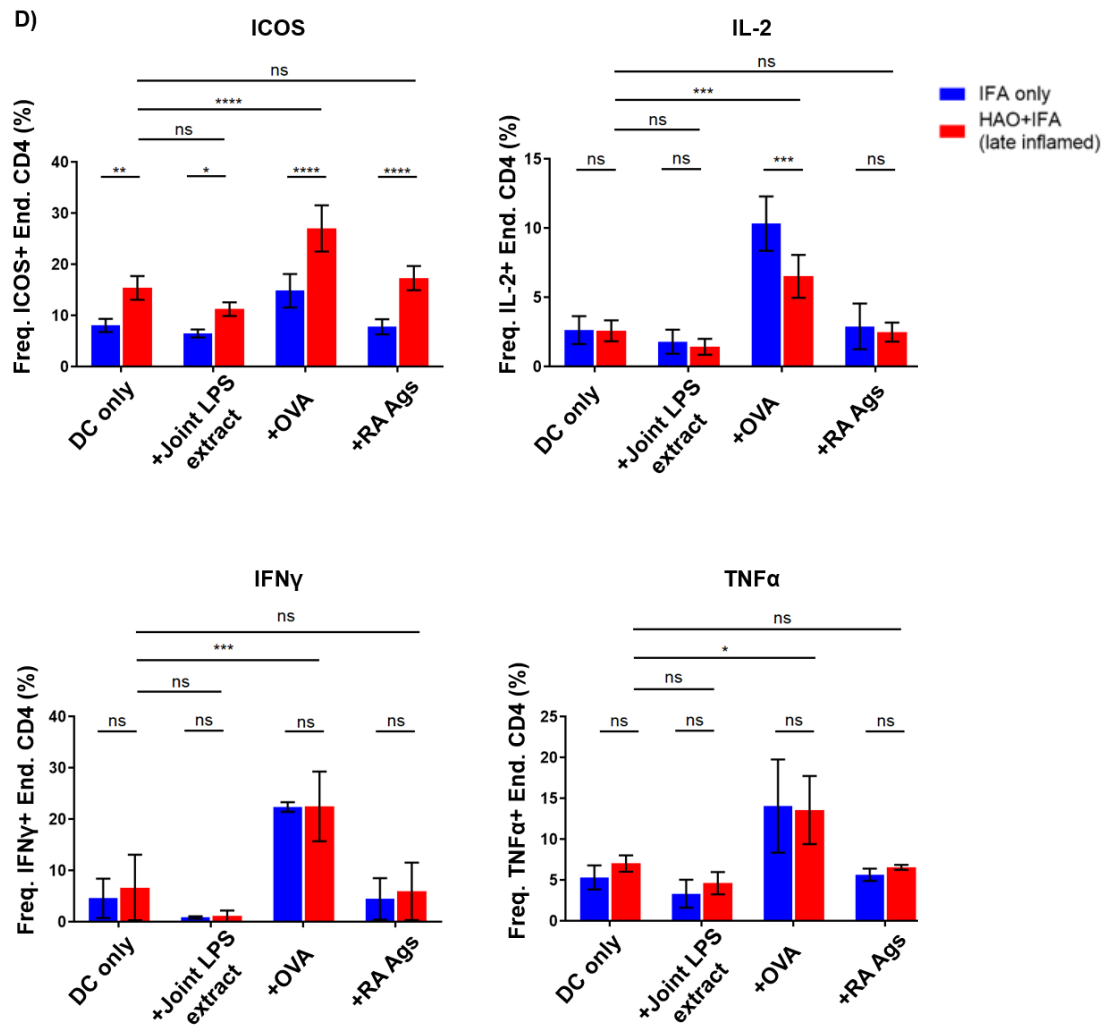 D)
ICOS
ns
****
ns
**
*
****
****
Freq. ICOS+ End. CD4 (%)
40
30
20
10
0
DC only
+Joint LPS
extract
+OVA
+RA Ags
IL-2
ns
***
ns
ns
ns
***
ns
Freq. IL-2+ End. CD4 (%)
15
10
5
0
DC only
+Joint LPS
extract
+OVA
+RA Ags
IFA only
HAO+IFA
(late inflamed)
IFNγ
ns
***
ns
ns
ns
ns
ns
Freq. IFNγ+ End. CD4 (%)
40
30
20
10
0
DC only
+Joint LPS
extract
+OVA
+RA Ags
TNFα
ns
*
ns
ns
ns
ns
ns
Freq. TNFα+ End. CD4 (%)
25
20
15
10
5
0
DC only
+Joint LPS
extract
+OVA
+RA Ags